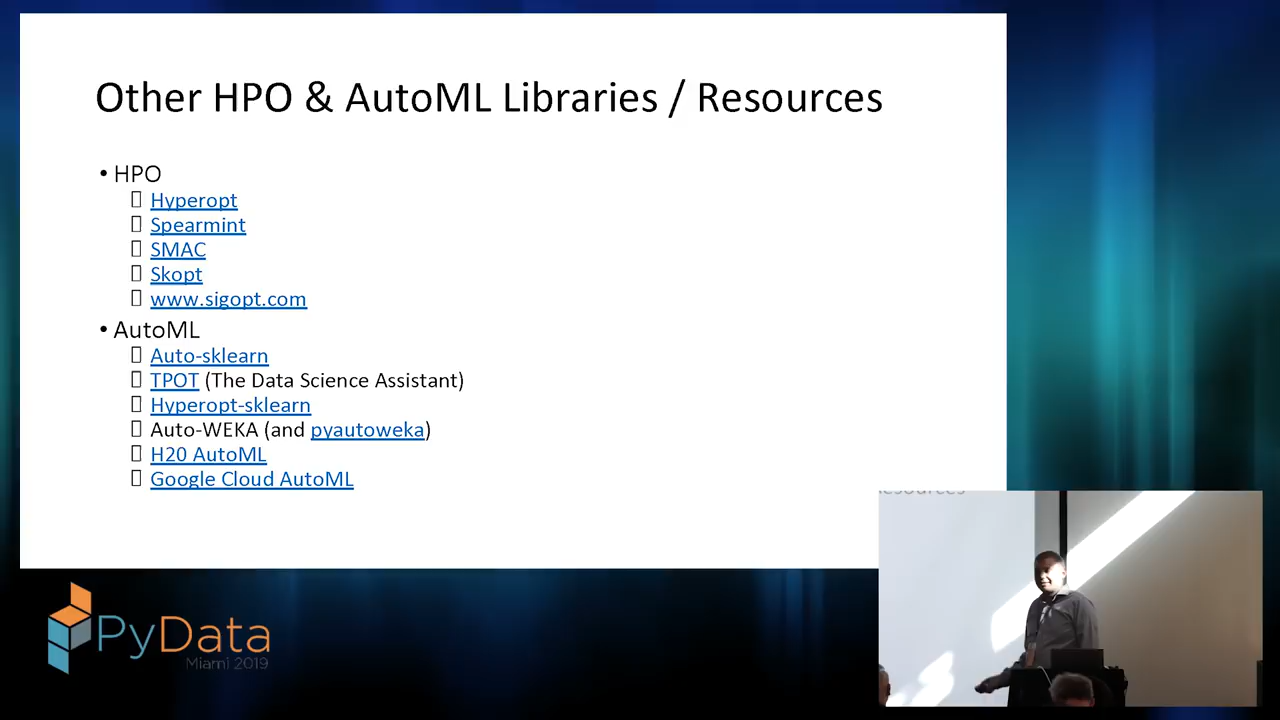 Other HPO & AutoML Libraries / Resources
• HPO
Hyperopt
Spearmint
SMAC
Skopt
www.sigopt.com
• AutoML
Auto-sklearn
TPOT (The Data Science Assistant)
Hyperopt-sklearn
Auto-WEKA (and pyautoweka)
H20 AutoML
Google Cloud AutoML
Resources
PyData
Miami 2019